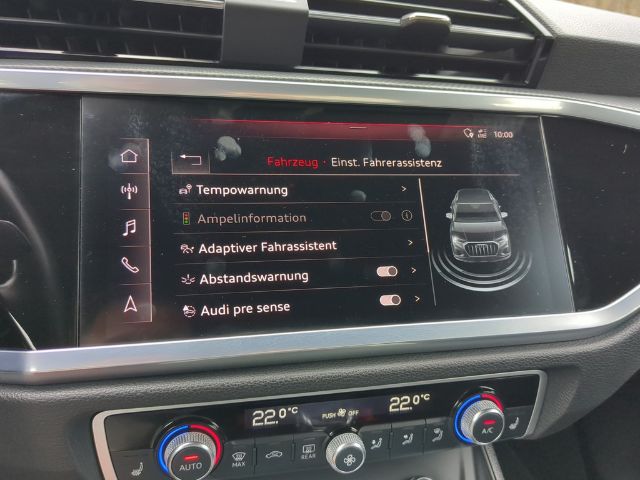 10:00
Fahrzeug · Einst. Fahrerassistenz
Tempowarnung
Ampelinformation
Adaptiver Fahrassistent
Abstandswarnung
Audi pre sense
22.0°C PUSH OFF 22.0°C
AUTO MAX REAR A/C